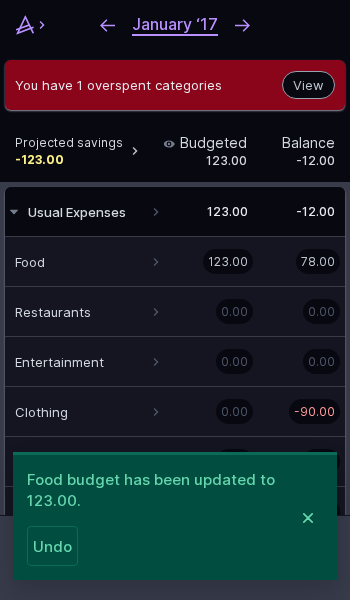 January ‘17
You have 1 overspent categories
View
Projected savings
-123.00
Budgeted
123.00
Balance
-12.00
Usual Expenses 123.00 -12.00
Food 123.00 78.00
Restaurants 0.00 0.00
Entertainment 0.00 0.00
Clothing 0.00 -90.00
Food budget has been updated to
123.00.
Undo